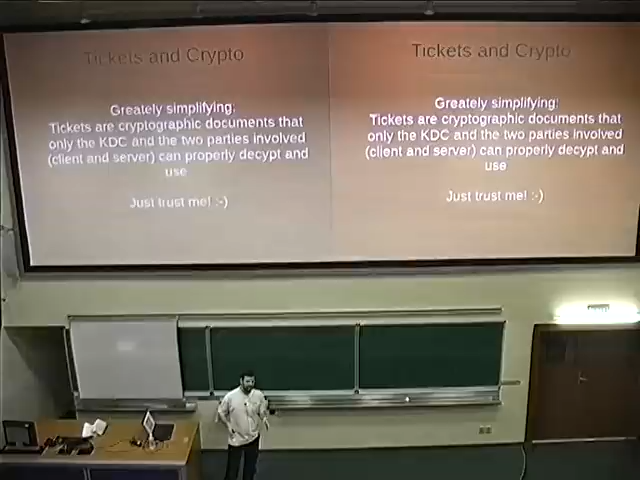 Tickets and Crypto
Greately simplifying:
Tickets are cryptographic documents that
only the KDC and the two parties involved
(client and server) can properly decypt and
use
Just trust me! :-)
Tickets and Crypto
Greately simplifying:
Tickets are cryptographic documents that
only the KDC and the two parties involved
(client and server) can properly decypt and
use
Just trust me! :-)